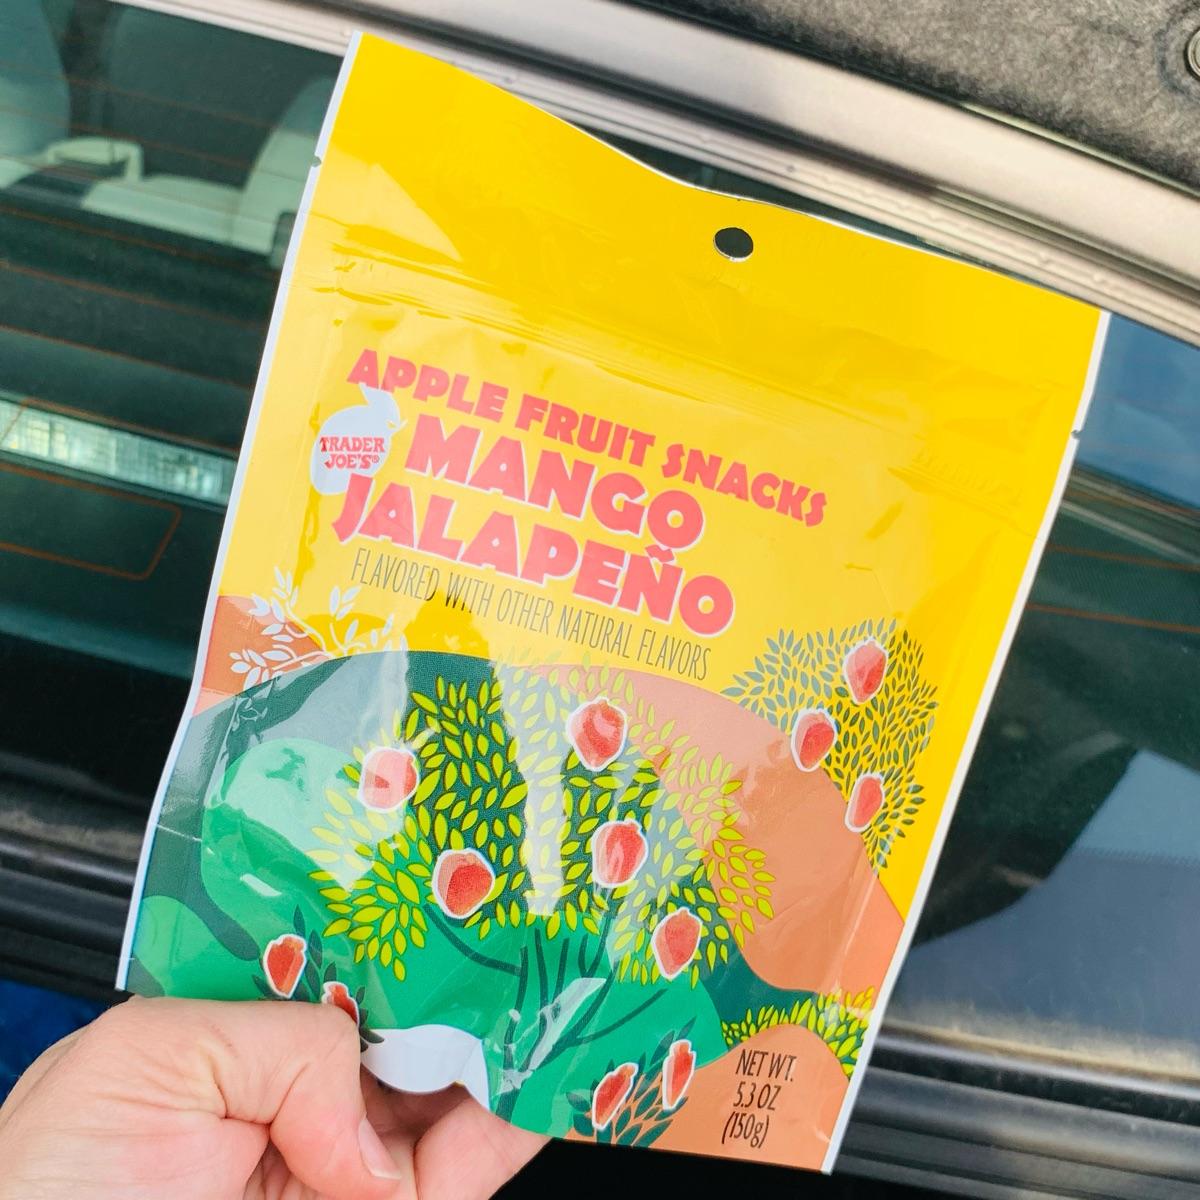 APPLE FRUIT SNACKS
TRADER
JOE'S®
MANGO
JALAPEÑO
FLAVORED WITH OTHER NATURAL FLAVORS
NET WT.
5.3 OZ
(150g)